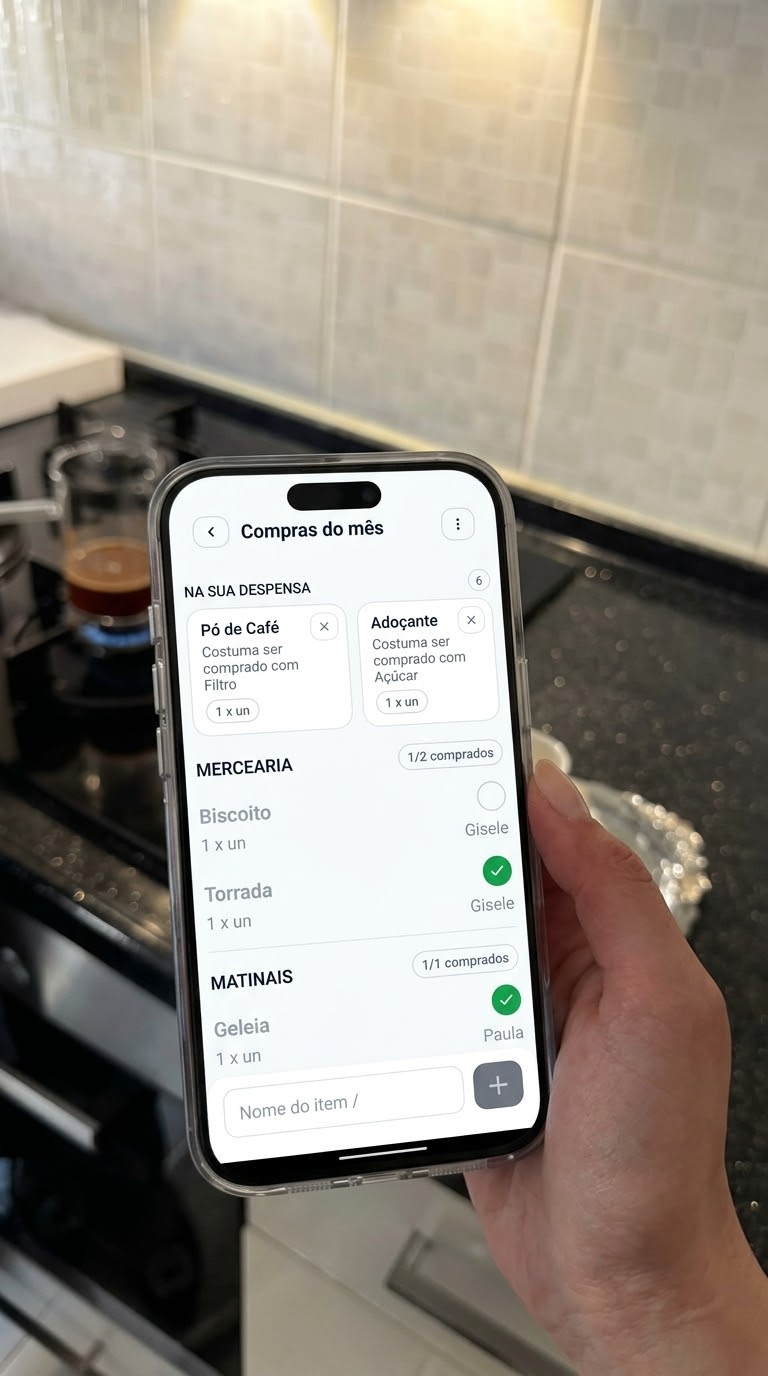 Compras do mês
NA SUA DESPENSA
6
Pó de Café
Costuma ser
comprado com
Filtro
1 x un
Adoçante
Costuma ser
comprado com
Açúcar
1 x un
MERCEARIA
1/2 comprados
Biscoito
1 x un
Gisele
Torrada
1 x un
Gisele
MATINAIS
1/1 comprados
Geleia
1 x un
Paula
Nome do item /